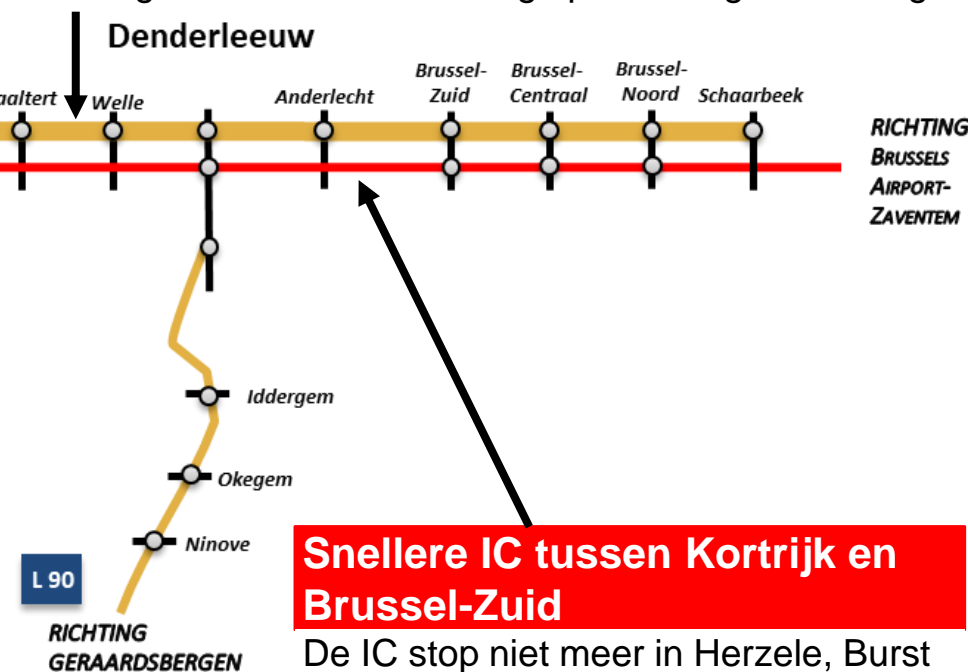 Denderleeuw
Welle
Anderlecht
Brussel-
Zuid
Brussel-
Centraal
Brussel-
Noord
Schaarbeek
RICHTING
BRUSSELS
AIRPORT-
ZAVENTEM
Iddergem
Okegem
Ninove
L 90
RICHTING
GERAARDSBERGEN
Snellere IC tussen Kortrijk en
Brussel-Zuid
De IC stop niet meer in Herzele, Burst